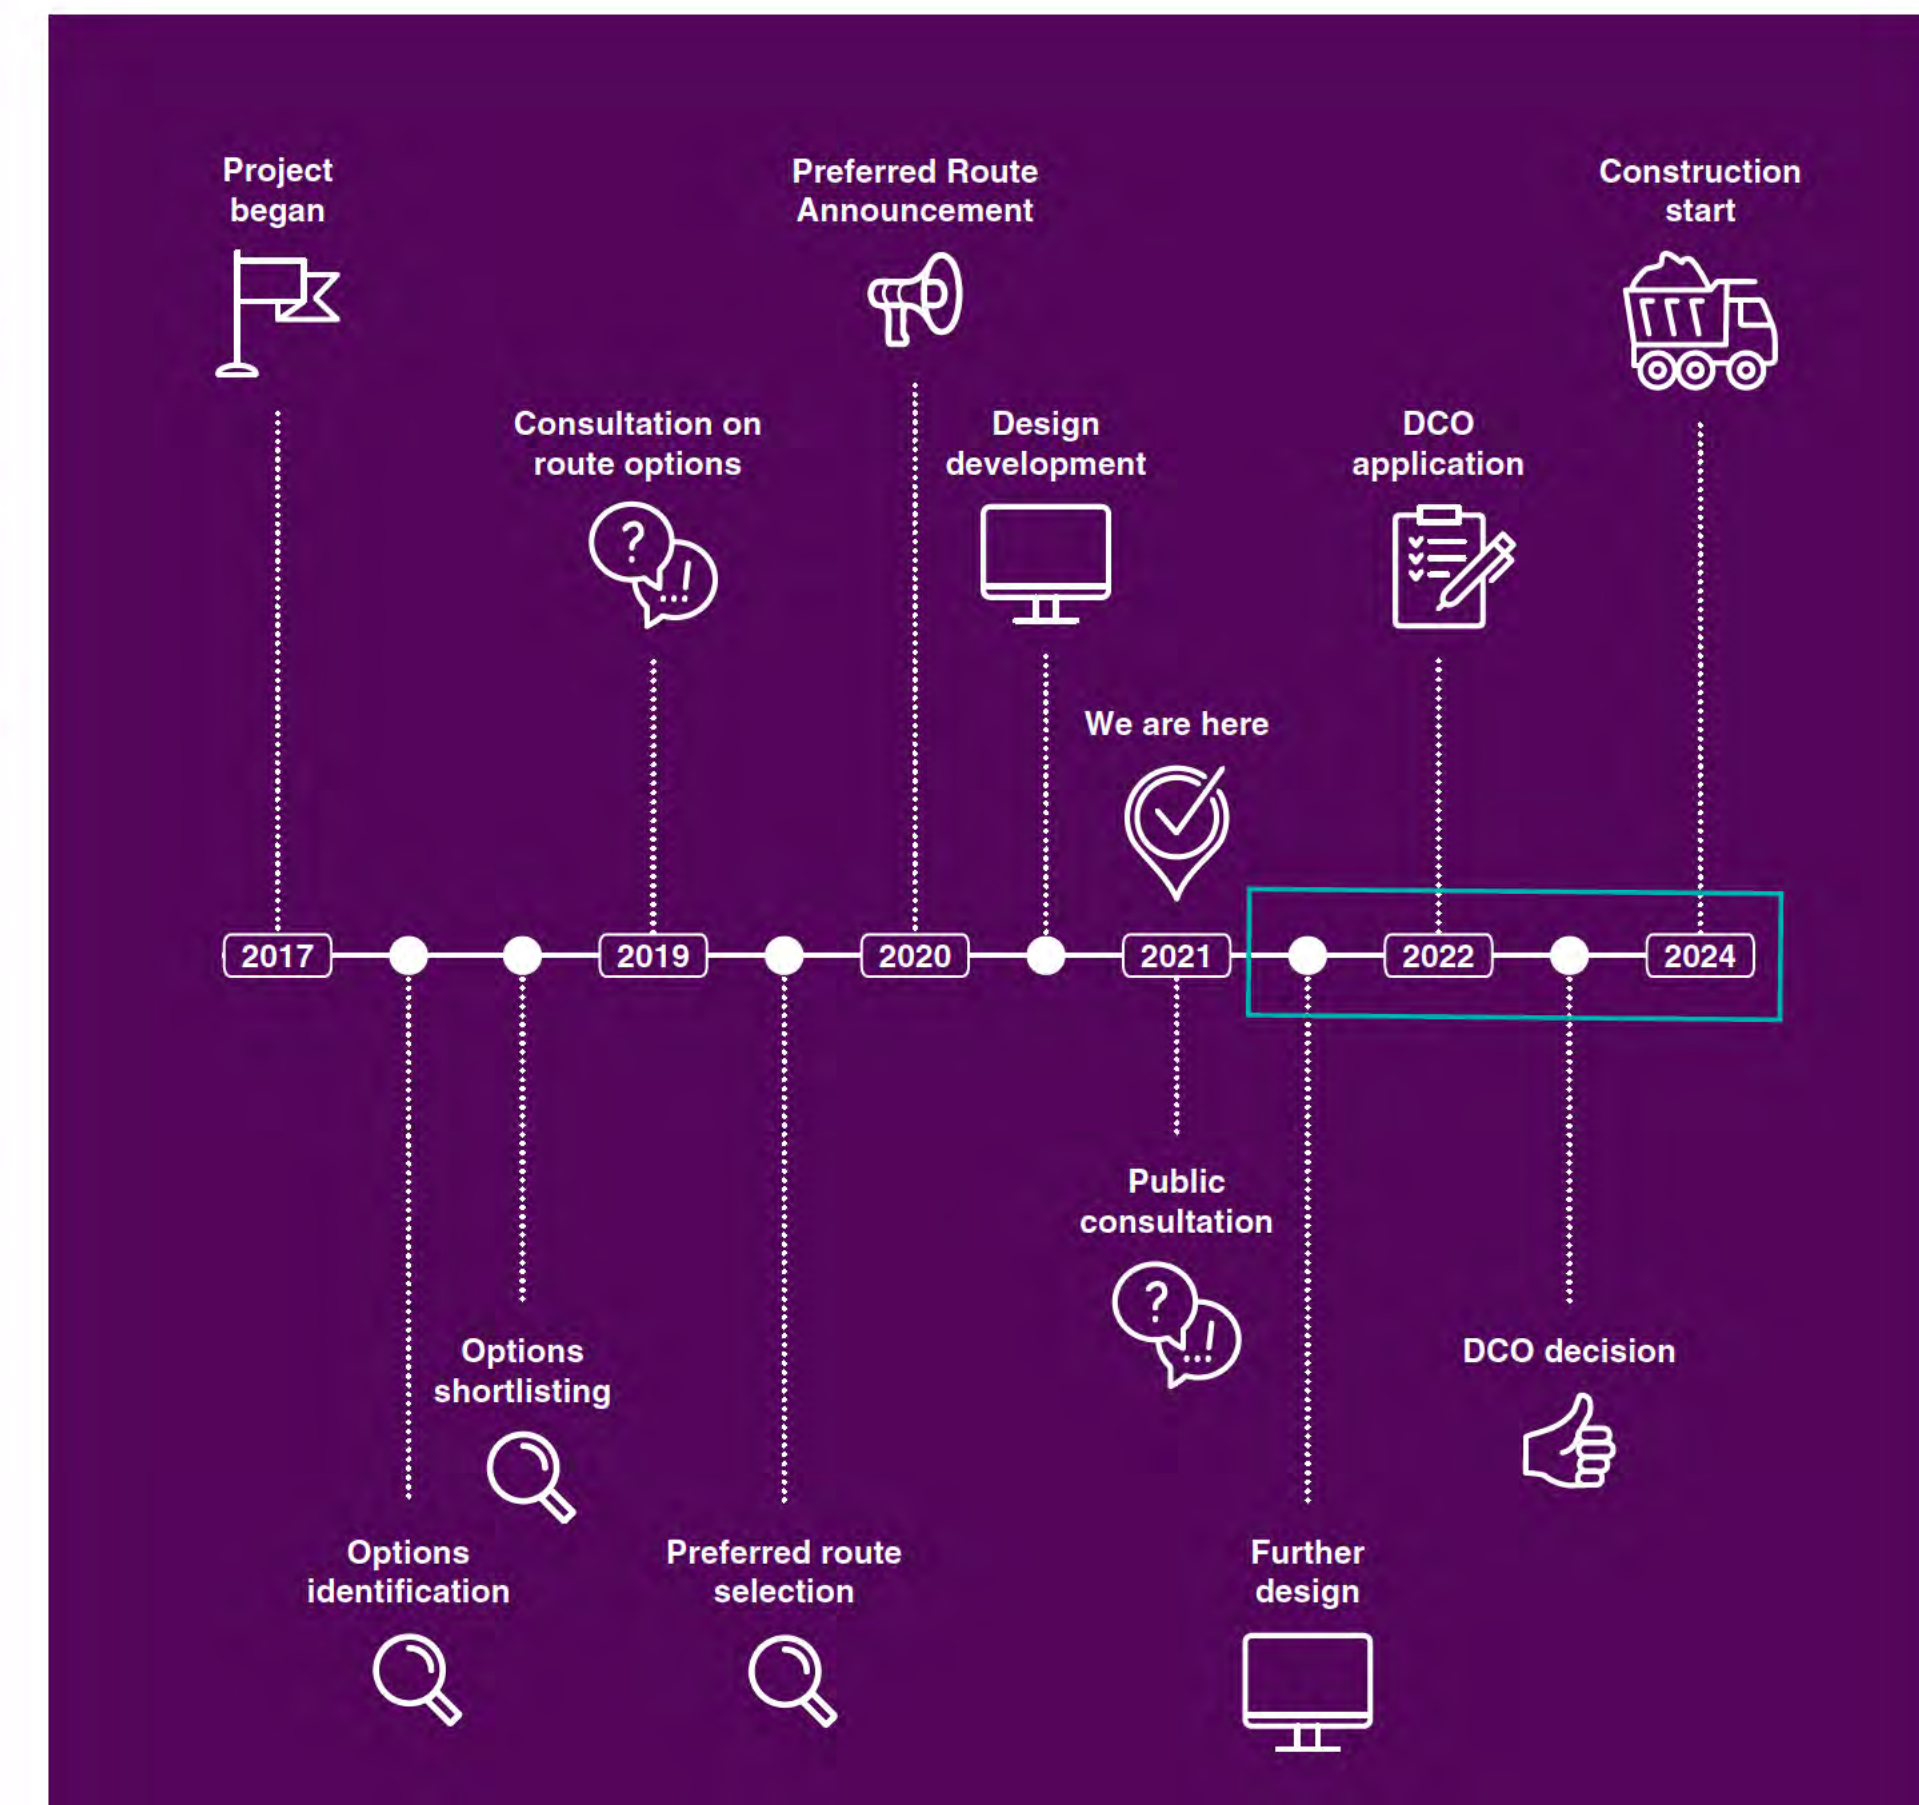 Project
began
Preferred Route
Announcement
Construction
start
Consultation on
route options
Design
development
DCO
application
We are here
2017
2019
2020
2021
2022
2024
Public
consultation
Options
shortlisting
DCO decision
Options
identification
Preferred route
selection
Further
design